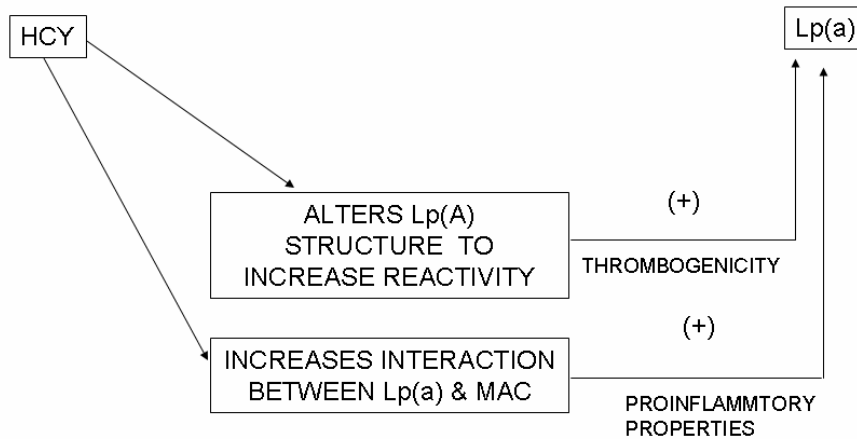 HCY
Lp(a)
ALTERS Lp(A)
STRUCTURE TO
INCREASE REACTIVITY
(+)
THROMBOGENICITY
INCREASES INTERACTION
BETWEEN Lp(a) & MAC
(+)
PROINFLAMMTORY
PROPERTIES